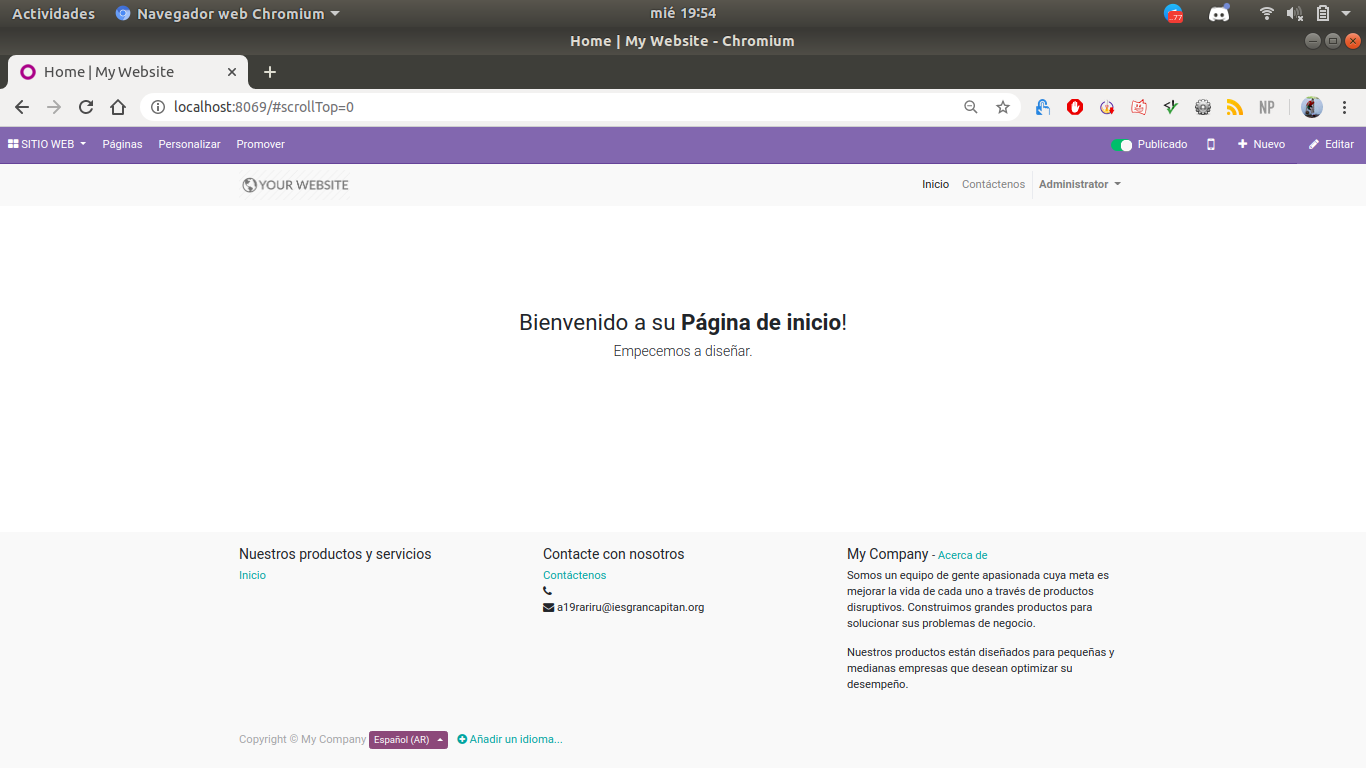 Actividades Navegador web Chromium mié 19:54 77
Home | My Website - Chromium
Home | My Website
localhost:8069/#scrollTop=0 NP
SITIO WEB Páginas Personalizar Promover Publicado Nuevo Editar
YOUR WEBSITE Inicio Contáctenos Administrator
Bienvenido a su Página de inicio!
Empecemos a diseñar.
Nuestros productos y servicios
Inicio
Contacte con nosotros
Contáctenos
a19rariru@iesgrancapitan.org
My Company - Acerca de
Somos un equipo de gente apasionada cuya meta es
mejorar la vida de cada uno a través de productos
disruptivos. Construimos grandes productos para
solucionar sus problemas de negocio.
Nuestros productos están diseñados para pequeñas y
medianas empresas que desean optimizar su
desempeño.
Copyright © My Company Español (AR) Añadir un idioma...